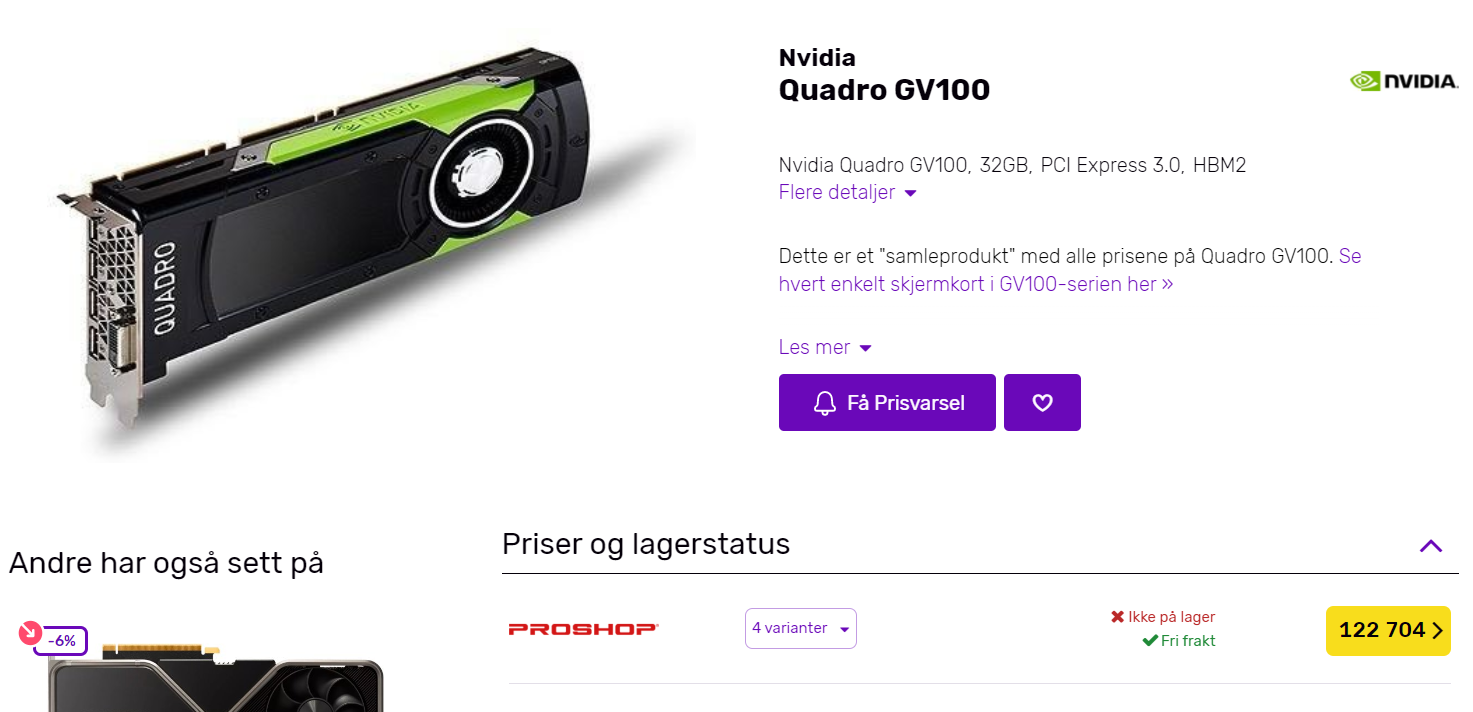 Nvidia
Quadro GV100
NVIDIA.
Nvidia Quadro GV100, 32GB, PCI Express 3.0, HBM2
Flere detaljer
Dette er et "samleprodukt" med alle prisene på Quadro GV100. Se
hvert enkelt skjermkort i GV100-serien her »
Les mer
Få Prisvarsel
NVIDIA
QUADRO
Priser og lagerstatus
Andre har også sett på
PROSHOP
4 varianter
Ikke på lager
Fri frakt
122 704
-6%